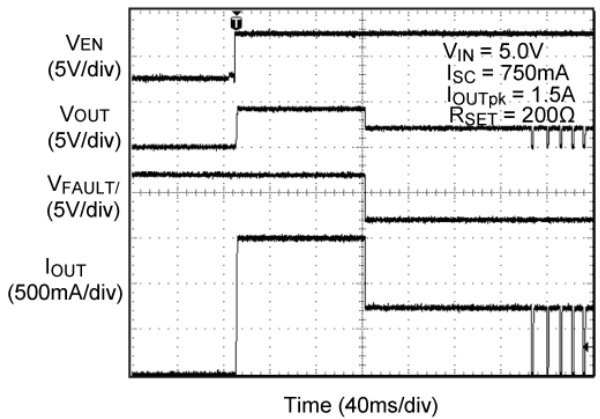 VEN
(5V/div)
VOUT
(5V/div)
VFAULT/
(5V/div)
IOUT
(500mA/div)
VIN = 5.0V
ISC = 750mA
IOUTpk = 1.5A
RSET = 200Ω
Time (40ms/div)